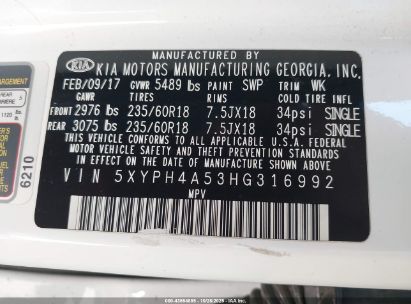 MANUFACTURED BY
KIA KIA MOTORS MANUFACTURING GEORGIA, INC.
FEB/09/17 GVWR 5489 lbs PAINT SWP TRIM WK
GAWR TIRES RIMS COLD TIRE INFL
FRONT 2976 lbs 235/60R18 7.5JX18 34psi SINGLE
REAR 3075 lbs 235/60R18 7.5JX18 34psi SINGLE
THIS VEHICLE CONFORMS TO ALL APPLICABLE U.S.A. FEDERAL
MOTOR VEHICLE SAFETY, BUMPER, AND THEFT PREVENTION
STANDARDS IN EFFECT ON THE DATE OF MANUFACTURE SHOWN ABOVE.
VIN 5XYPH4A53HG316992
MPV
6210